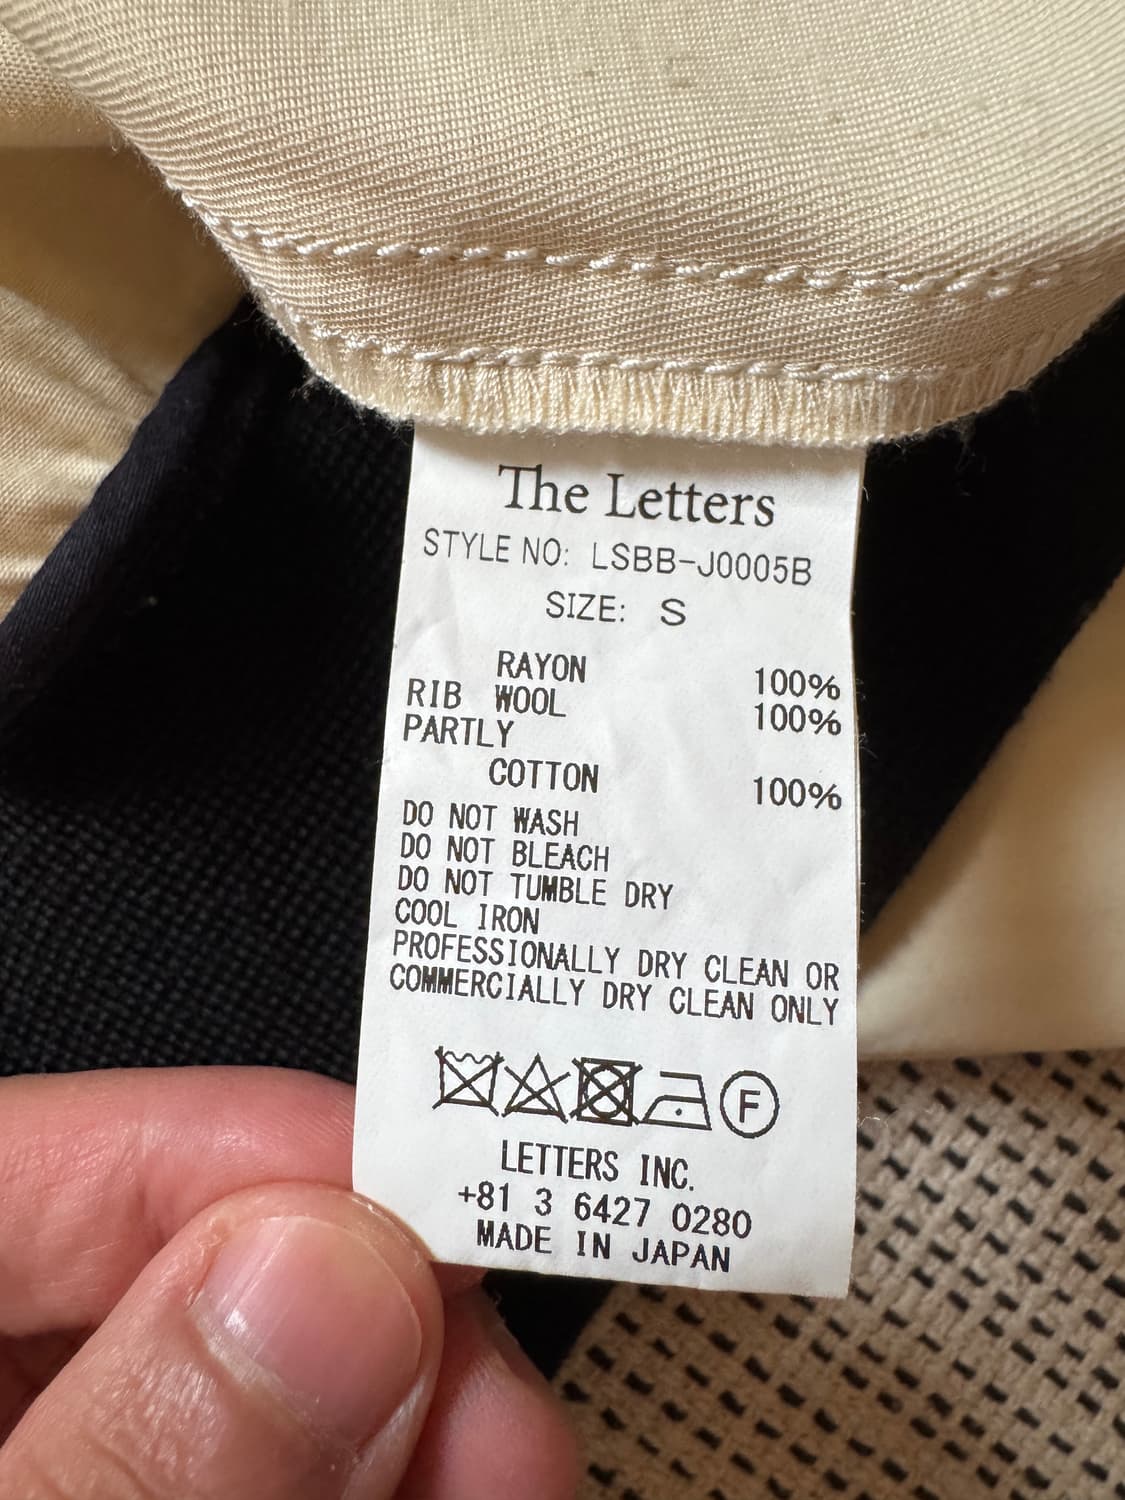 The Letters
STYLE NO: LSBB-J0005B
SIZE: S
RAYON 100%
RIB WOOL 100%
PARTLY
COTTON 100%
DO NOT WASH
DO NOT BLEACH
DO NOT TUMBLE DRY
COOL IRON
PROFESSIONALLY DRY CLEAN OR
COMMERCIALLY DRY CLEAN ONLY
F
LETTERS INC.
+81 3 6427 0280
MADE IN JAPAN